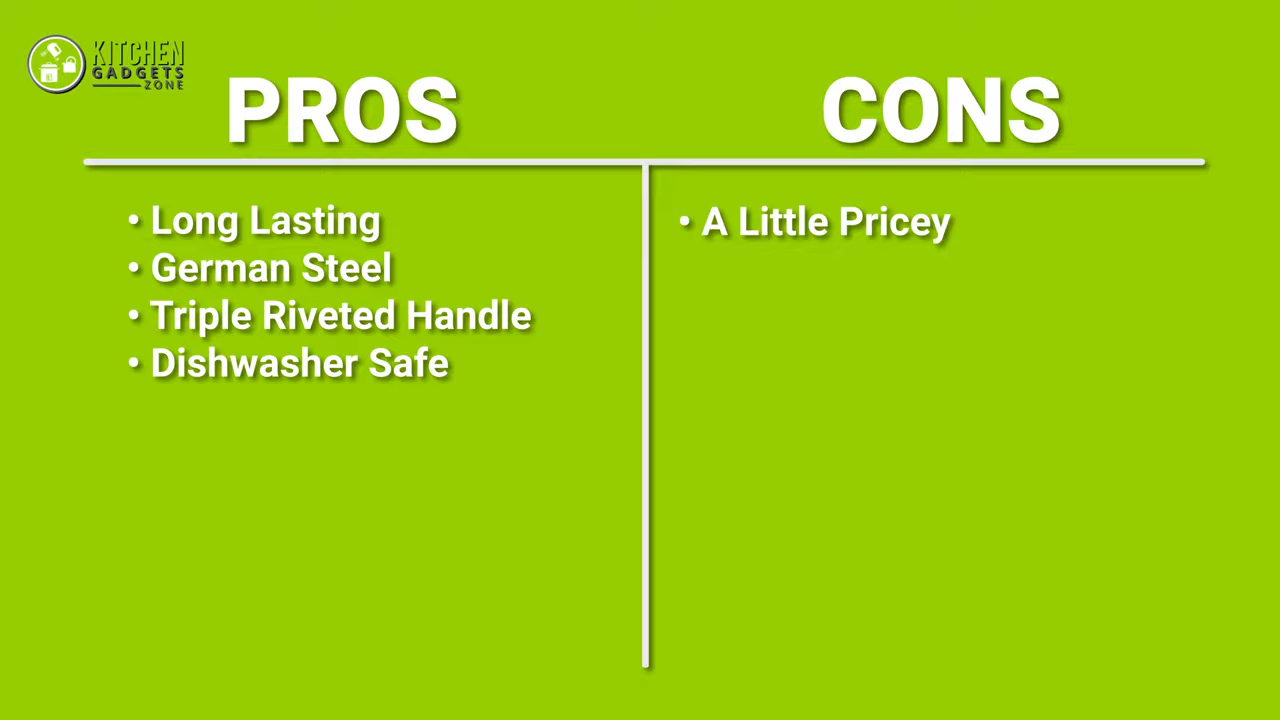 KITCHEN
GADGETS
ZONE
PROS
CONS
• Long Lasting
• German Steel
• Triple Riveted Handle
• Dishwasher Safe
• A Little Pricey